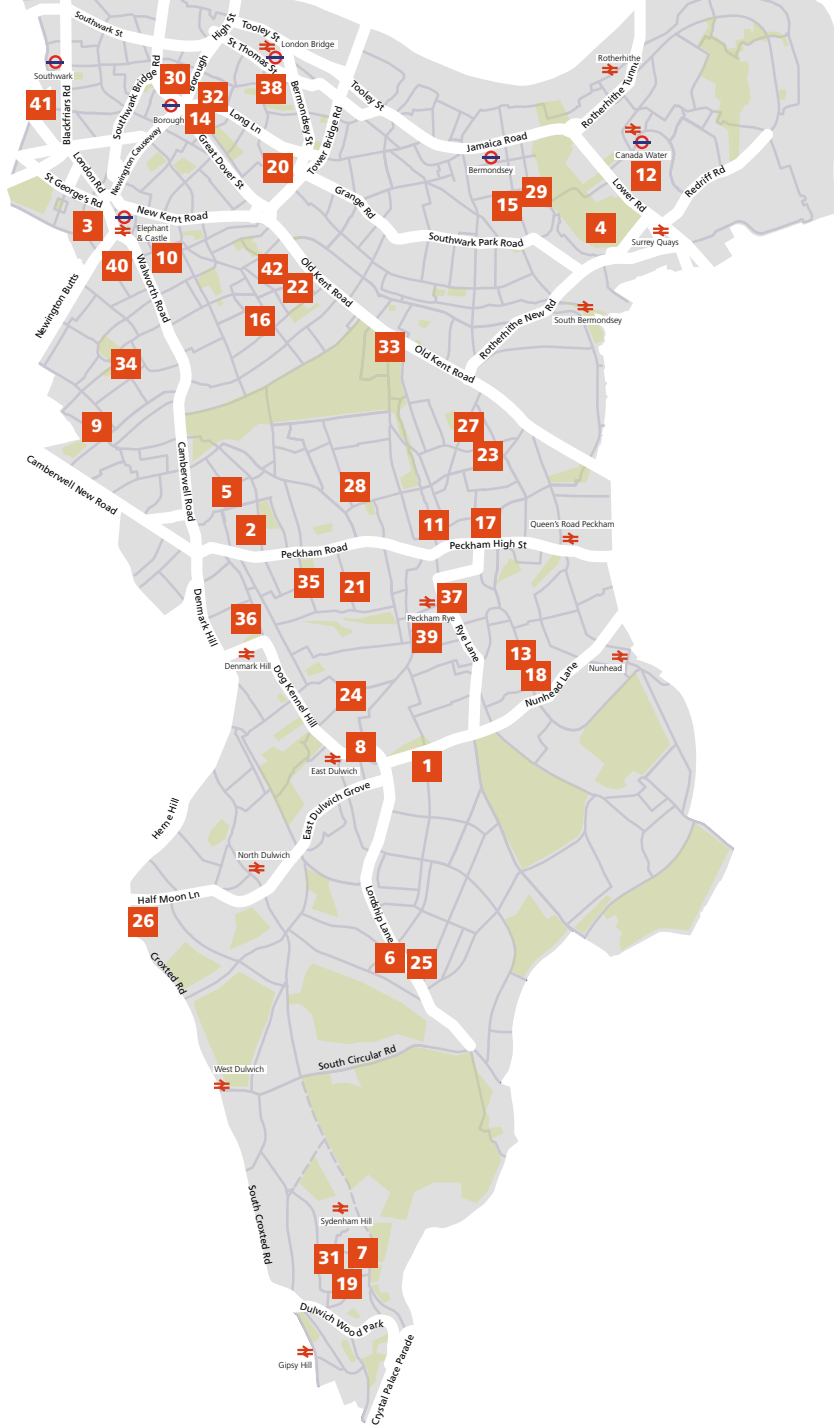 Southwark St
High St
Tooley St
London Bridge
St Thomas St
Southwark
Southwark Bridge Rd
Borough
30
38
Rotherhithe
Rotherhithe Tunnel
41
32
Tooley St
Blackfriars Rd
Borough
14
Long Ln
Bermondsey St
Tower Bridge Rd
Jamaica Road
Canada Water
Newington Causeway
Great Dover St
20
Bermondsey
12
London Rd
St George's Rd
Grange Rd
29
15
Lower Rd
Redriff Rd
New Kent Road
3
Elephant
& Castle
4
Surrey Quays
Southwark Park Road
40
10
42
22
Old Kent Road
Newington Butts
Walworth Road
16
Rotherhithe New Rd
South Bermondsey
33
Old Kent Road
34
9
27
23
Camberwell New Road
Camberwell Road
5
28
2
11
17
Queen's Road Peckham
Peckham Road
Peckham High St
35
21
37
Denmark Hill
36
Peckham Rye
39
Rye Lane
13
18
Nunhead
Denmark Hill
Nunhead Lane
Dog Kennel Hill
24
8
1
East Dulwich
East Dulwich Grove
Herne Hill
North Dulwich
Half Moon Ln
26
Lordship Lane
6
25
Croxted Rd
South Circular Rd
West Dulwich
South Croxted Rd
Sydenham Hill
31
7
19
Dulwich Wood Park
Gipsy Hill
Crystal Palace Parade